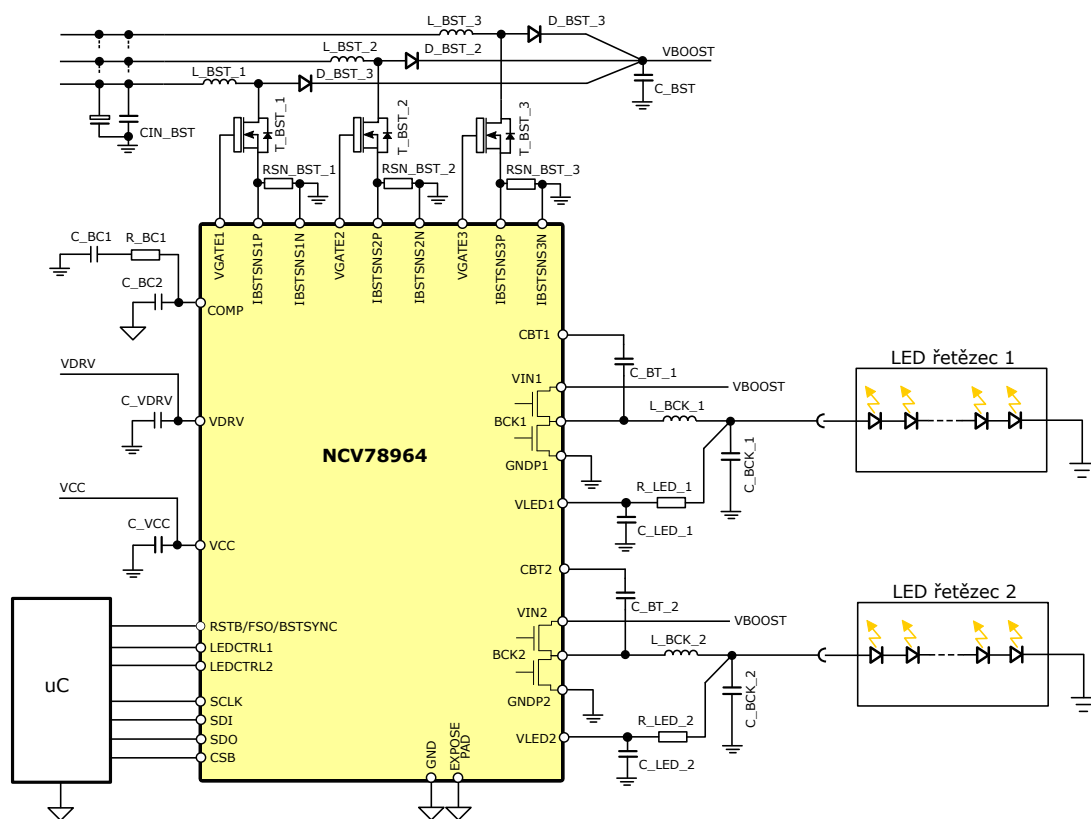 L_BST_3
D_BST_3
L_BST_2
D_BST_2
VBOOST
L_BST_1
D_BST_3
C_BST
CIN_BST
T_BST_1
T_BST_2
T_BST_3
RSN_BST_1
RSN_BST_2
RSN_BST_3
C_BC1
R_BC1
VGATE1
IBSTSNS1P
IBSTSNS1N
VGATE2
IBSTSNS2P
IBSTSNS2N
VGATE3
IBSTSNS3P
IBSTSNS3N
C_BC2
COMP
CBT1
C_BT_1
LED řetězec 1
VDRV
VIN1
VBOOST
C_VDRV
L_BCK_1
VDRV
BCK1
C_BCK_1
NCV78964
GNDP1
R_LED_1
VCC
VLED1
C_LED_1
C_VCC
VCC
CBT2
C_BT_2
LED řetězec 2
VIN2
VBOOST
RSTB/FSO/BSTSYNC
LEDCTRL1
LEDCTRL2
L_BCK_2
BCK2
C_BCK_2
uC
SCLK
GNDP2
SDI
R_LED_2
SDO
VLED2
CSB
C_LED_2
GND
EXPOSE
PAD